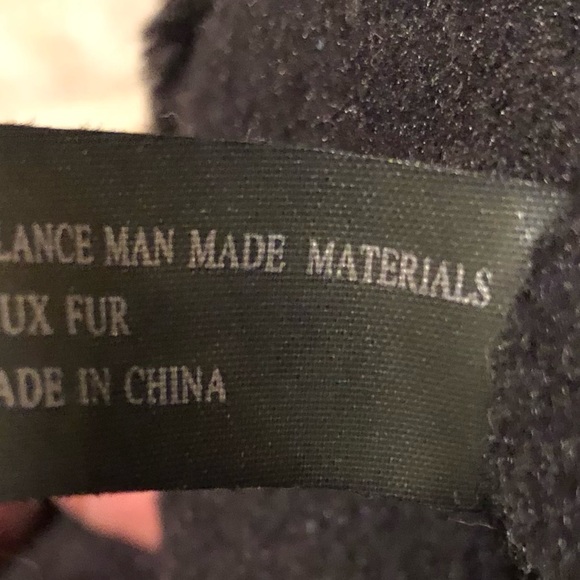 LANCE MAN MADE MATERIALS
UX FUR
ADE IN CHINA